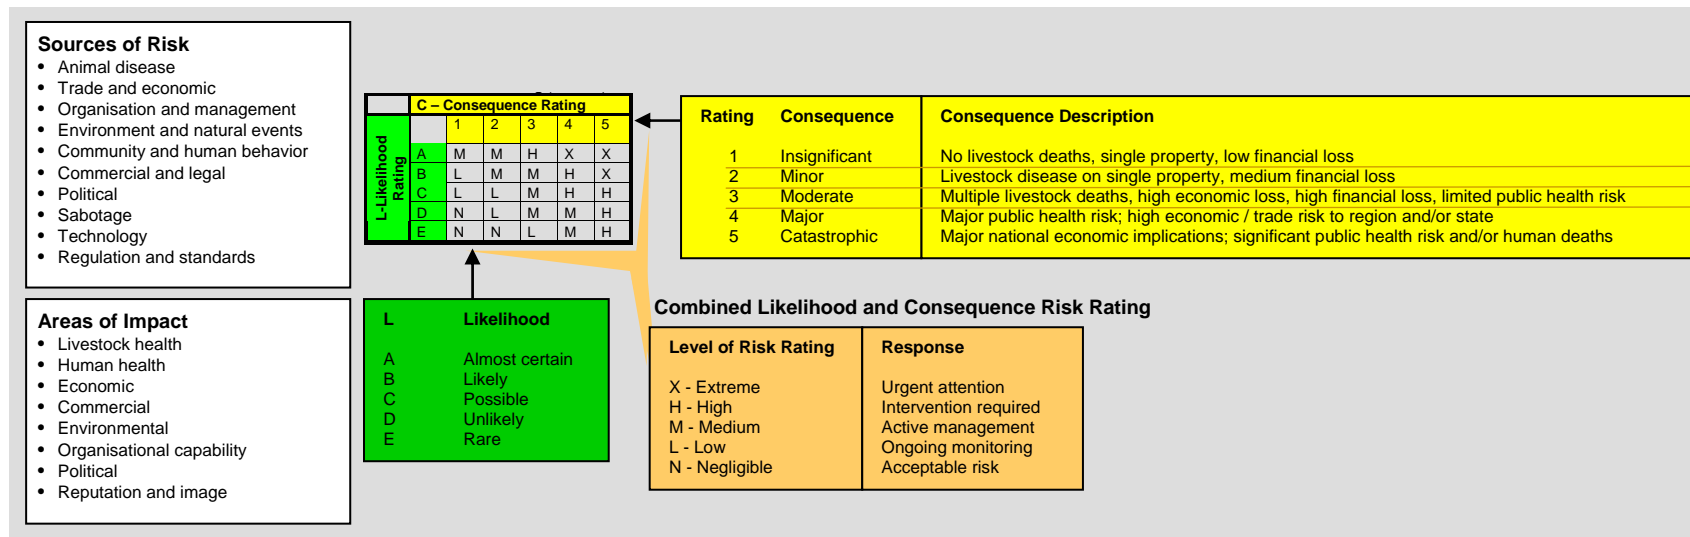 Sources of Risk
• Animal disease
• Trade and economic
• Organisation and management
• Environment and natural events
• Community and human behavior
• Commercial and legal
• Political
• Sabotage
• Technology
• Regulation and standards
Areas of Impact
• Livestock health
• Human health
• Economic
• Commercial
• Environmental
• Organisational capability
• Political
• Reputation and image
C – Consequence Rating
L-Likelihood
Rating
1 2 3 4 5
A M M H X X
B L M M H X
C L L M H H
D N L M M H
E N N L M H
L Likelihood
A Almost certain
B Likely
C Possible
D Unlikely
E Rare
Rating Consequence Consequence Description
1 Insignificant No livestock deaths, single property, low financial loss
2 Minor Livestock disease on single property, medium financial loss
3 Moderate Multiple livestock deaths, high economic loss, high financial loss, limited public health risk
4 Major Major public health risk; high economic / trade risk to region and/or state
5 Catastrophic Major national economic implications; significant public health risk and/or human deaths
Combined Likelihood and Consequence Risk Rating
Level of Risk Rating Response
X - Extreme Urgent attention
H - High Intervention required
M - Medium Active management
L - Low Ongoing monitoring
N - Negligible Acceptable risk